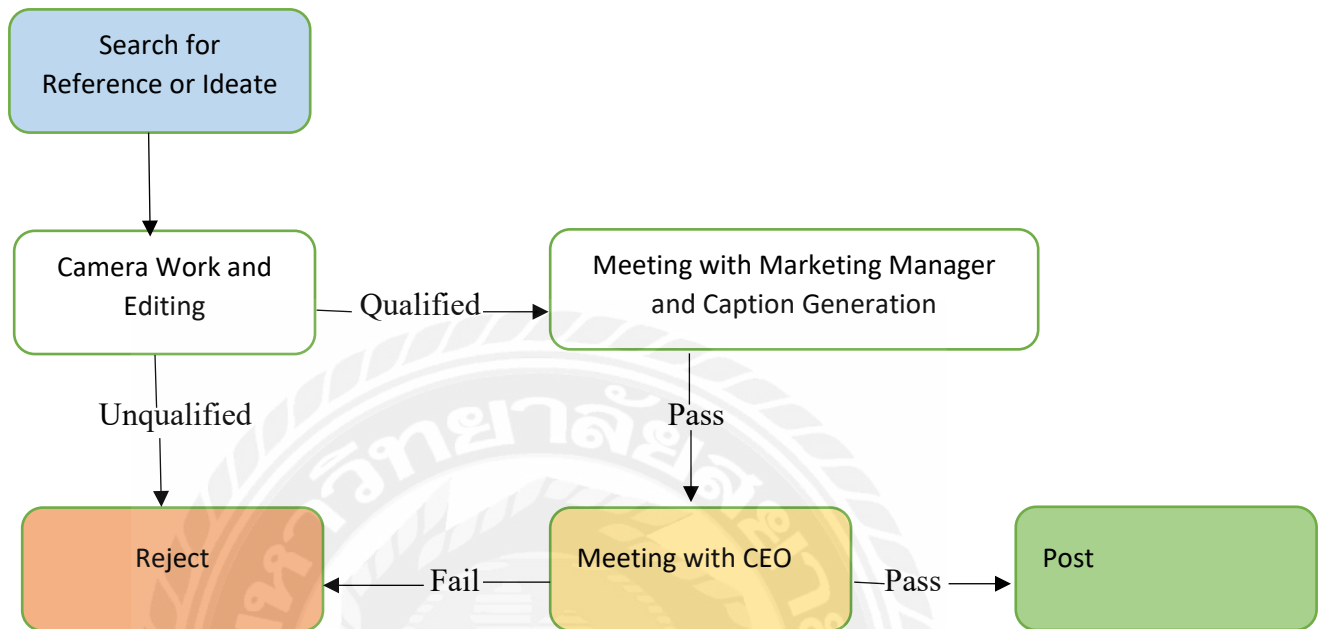 Search for
Reference or Ideate
Camera Work and
Editing
Qualified
Meeting with Marketing Manager
and Caption Generation
Unqualified
Pass
Reject
Fail
Meeting with CEO
Pass
Post